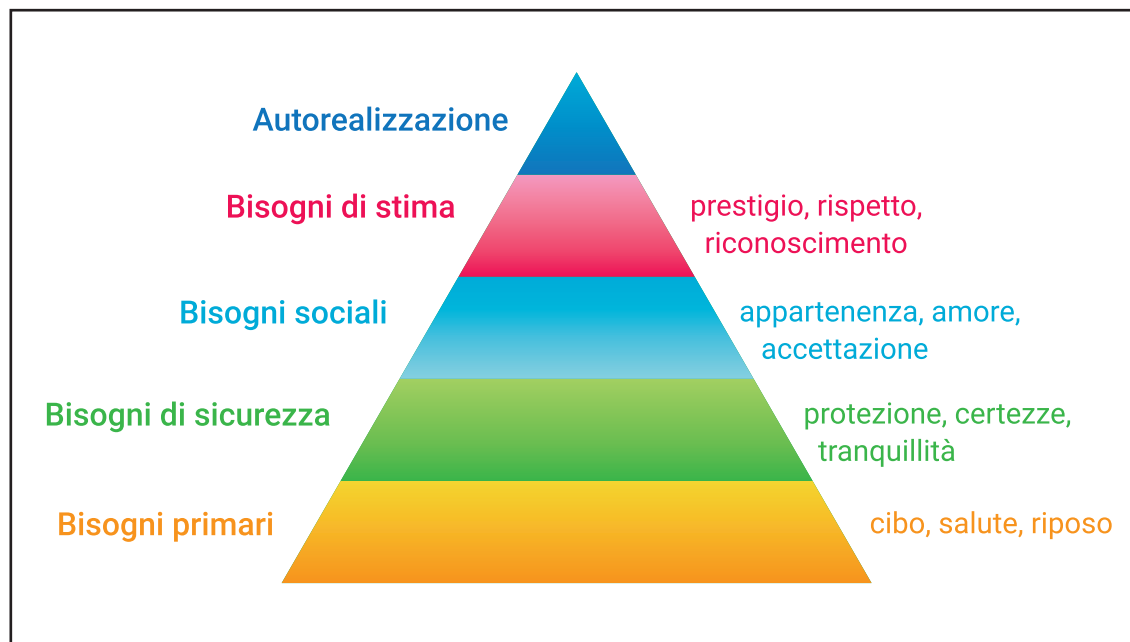 Autorealizzazione
Bisogni di stima
prestigio, rispetto,
riconoscimento
Bisogni sociali
appartenenza, amore,
accettazione
Bisogni di sicurezza
protezione, certezze,
tranquillità
Bisogni primari
cibo, salute, riposo